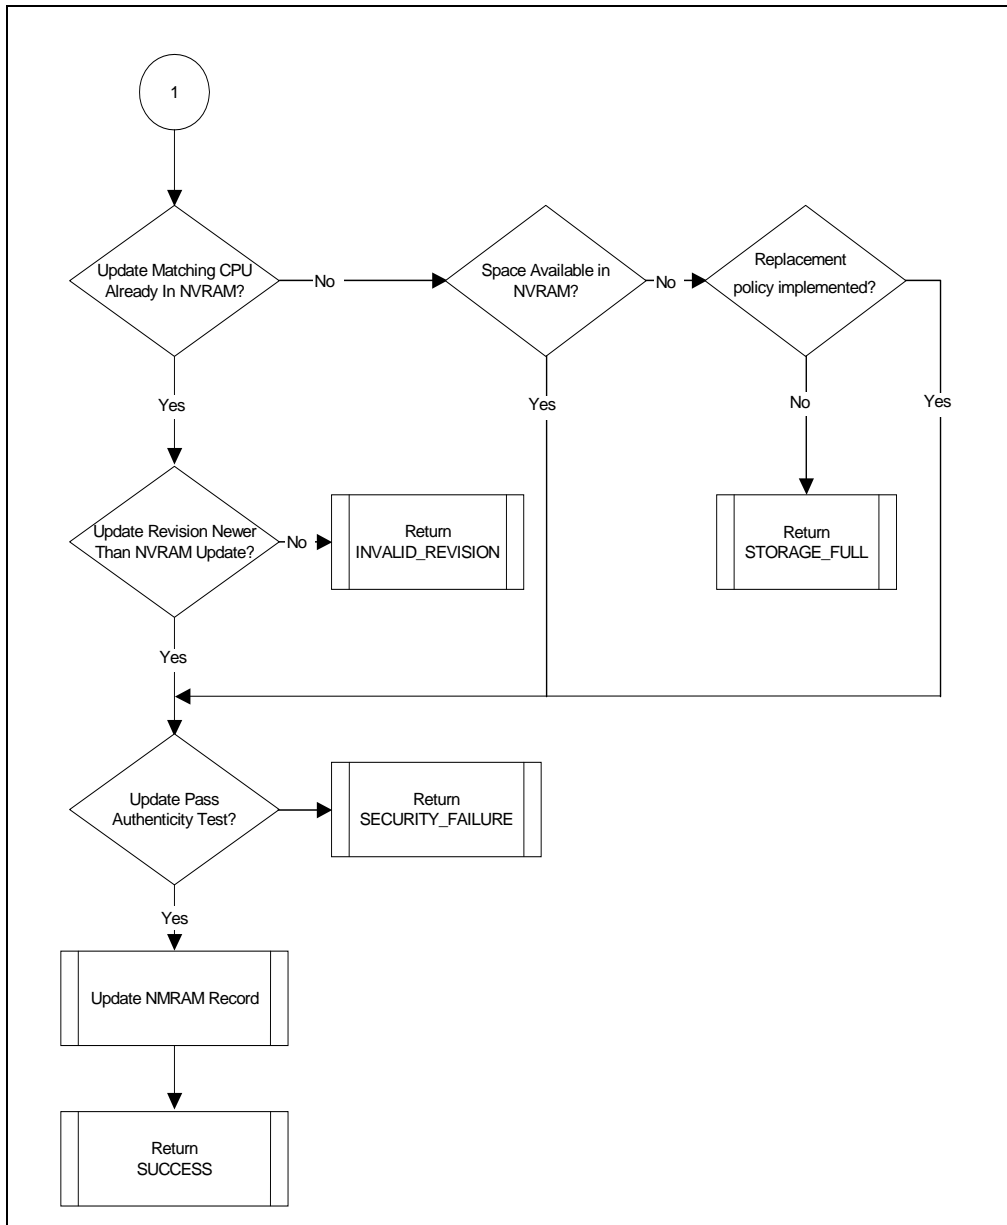 1
Update Matching CPU
Already In NVRAM?
No
Space Available in
NVRAM?
No
Replacement
policy implemented?
Yes
Yes
No
Yes
Update Revision Newer
Than NVRAM Update?
No
Return
INVALID_REVISION
Return
STORAGE_FULL
Yes
Update Pass
Authenticity Test?
Return
SECURITY_FAILURE
Yes
Update NMRAM Record
Return
SUCCESS